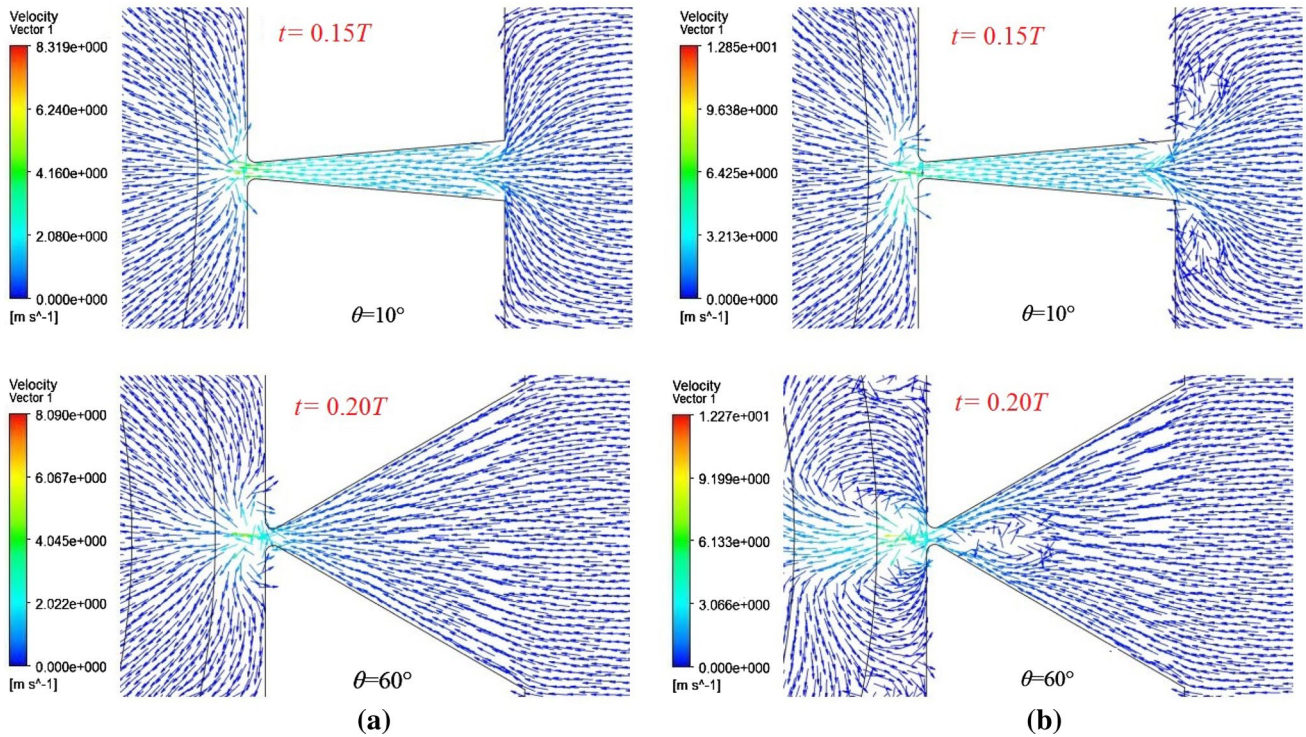 Velocity
Vector 1
8.319e+000
6.240e+000
4.160e+000
2.080e+000
0.000e+000
[m s^-1]
t= 0.15T
θ=10°
Velocity
Vector 1
1.285e+001
9.638e+000
6.425e+000
3.213e+000
0.000e+000
[m s^-1]
t= 0.15T
θ=10°
Velocity
Vector 1
8.090e+000
6.067e+000
4.045e+000
2.022e+000
0.000e+000
[m s^-1]
t= 0.20T
θ=60°
(a)
Velocity
Vector 1
1.227e+001
9.199e+000
6.133e+000
3.066e+000
0.000e+000
[m s^-1]
t= 0.20T
θ=60°
(b)